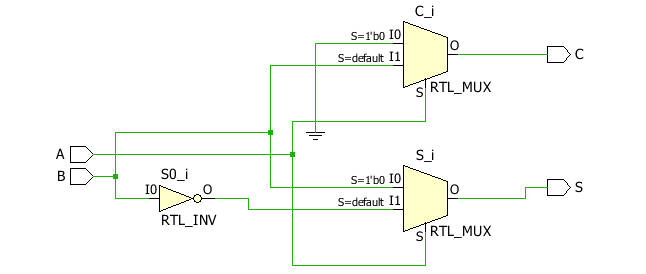 C_i
S=1'b0 I0
S=default I1
O
C
S
RTL_MUX
A
B
S0_i
I0
O
RTL_INV
S_i
S=1'b0 I0
S=default I1
O
S
S
RTL_MUX